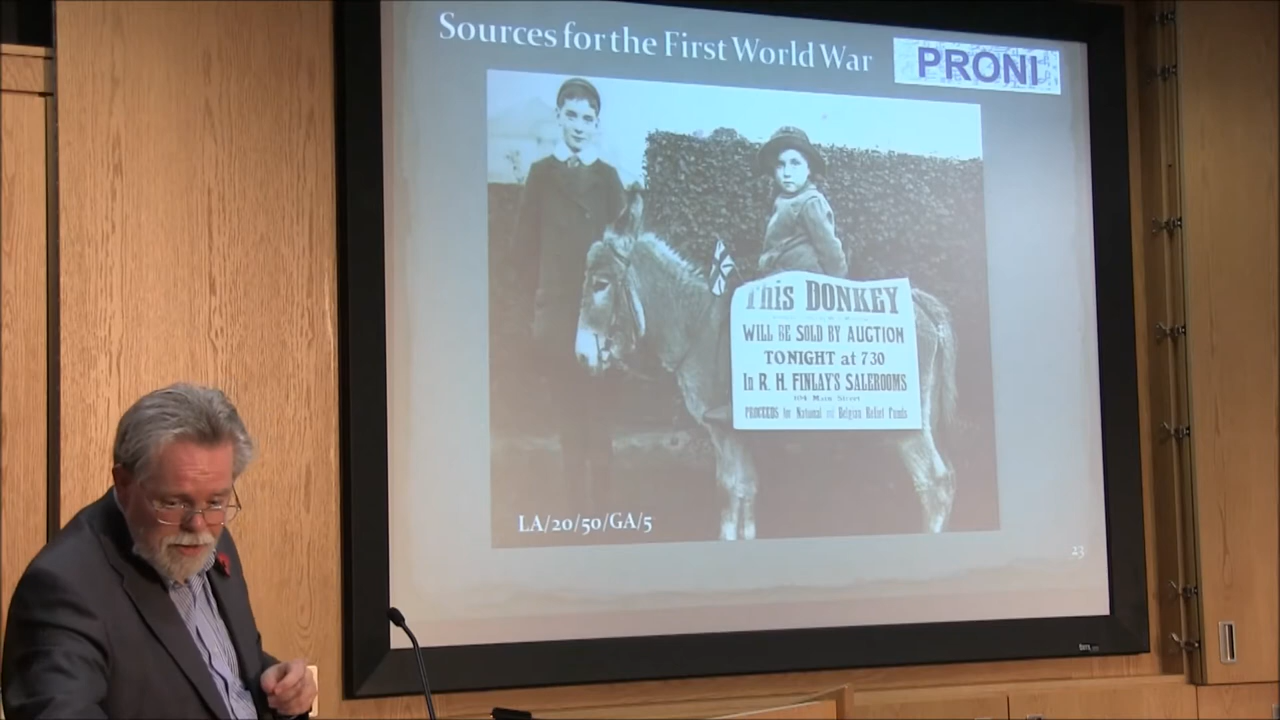 Sources for the First World War
PRONI
This DONKEY
WILL BE SOLD BY AUCTION
TONIGHT at 730
In R. H. FINLAY'S SALEROOMS
104 Main Street
PROCEEDS for National and Belgian Relief Funds
LA/20/50/GA/5
23